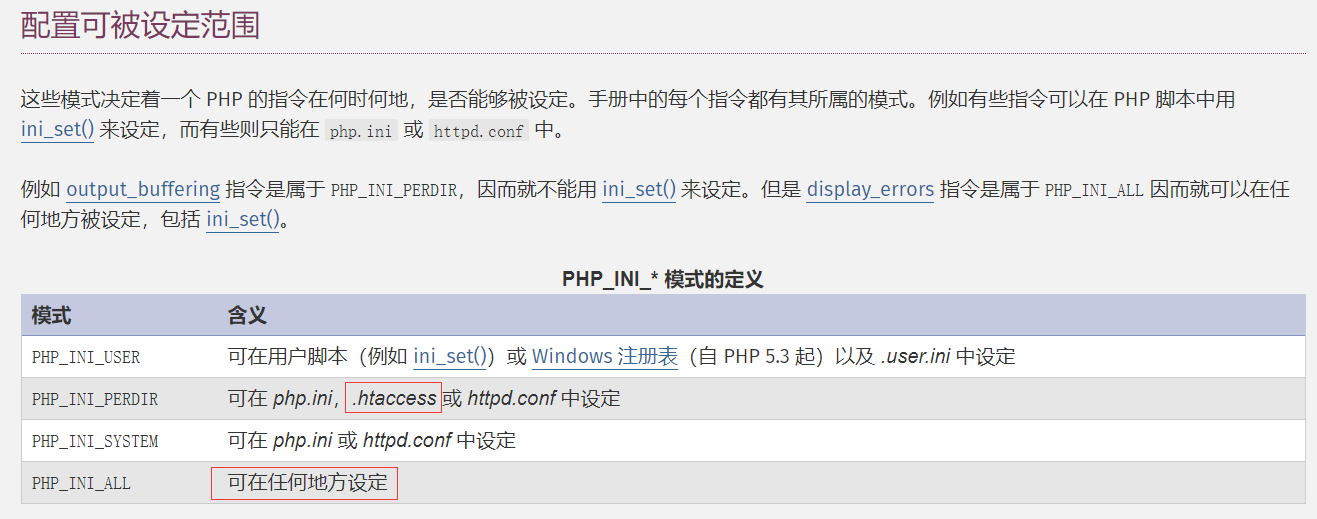 配置可被设定范围
这些模式决定着一个 PHP 的指令在何时何地，是否能够被设定。手册中的每个指令都有其所属的模式。例如有些指令可以在 PHP 脚本中用
ini_set() 来设定，而有些则只能在 php.ini 或 httpd.conf 中。
例如 output_buffering 指令是属于 PHP_INI_PERDIR，因而就不能用 ini_set() 来设定。但是 display_errors 指令是属于 PHP_INI_ALL 因而就可以在任
何地方被设定，包括 ini_set()。
PHP_INI_* 模式的定义
模式 含义
PHP_INI_USER 可在用户脚本（例如 ini_set()）或 Windows 注册表（自 PHP 5.3 起）以及 .user.ini 中设定
PHP_INI_PERDIR 可在 php.ini，.htaccess 或 httpd.conf 中设定
PHP_INI_SYSTEM 可在 php.ini 或 httpd.conf 中设定
PHP_INI_ALL 可在任何地方设定